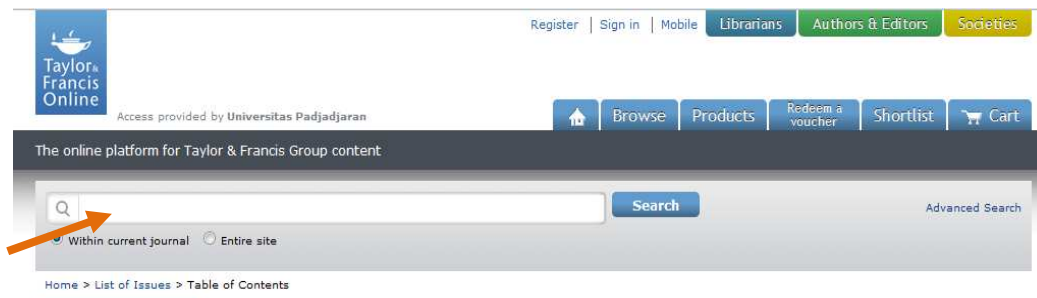 Register | Sign in | Mobile Librarians Authors & Editors Societies
Taylor &
Francis
Online
Access provided by Universitas Padjadjaran
Browse Products Redeem a voucher Shortlist Cart
The online platform for Taylor & Francis Group content
Search
Advanced Search
Within current journal Entire site
Home > List of Issues > Table of Contents